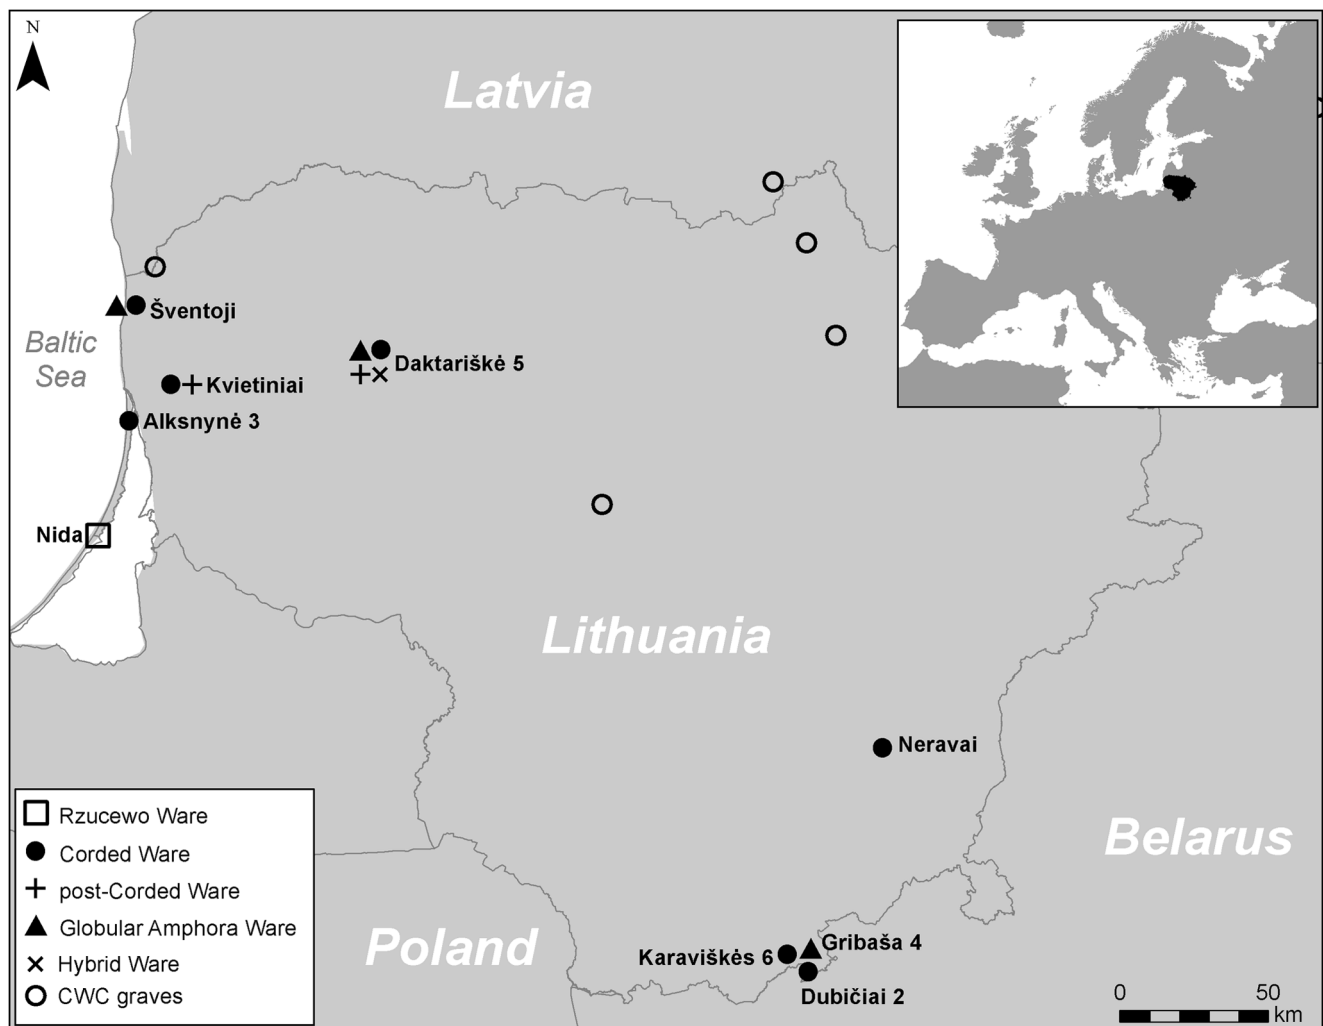 N
Latvia
Šventoji
Baltic
Sea
Daktariškė 5
Kvietiniai
Alksnynė 3
Nida
Lithuania
Neravai
Belarus
Poland
Gribaša 4
Karaviškės 6
Dubičiai 2
Rzucewo Ware
Corded Ware
post-Corded Ware
Globular Amphora Ware
Hybrid Ware
CWC graves
0 50
km